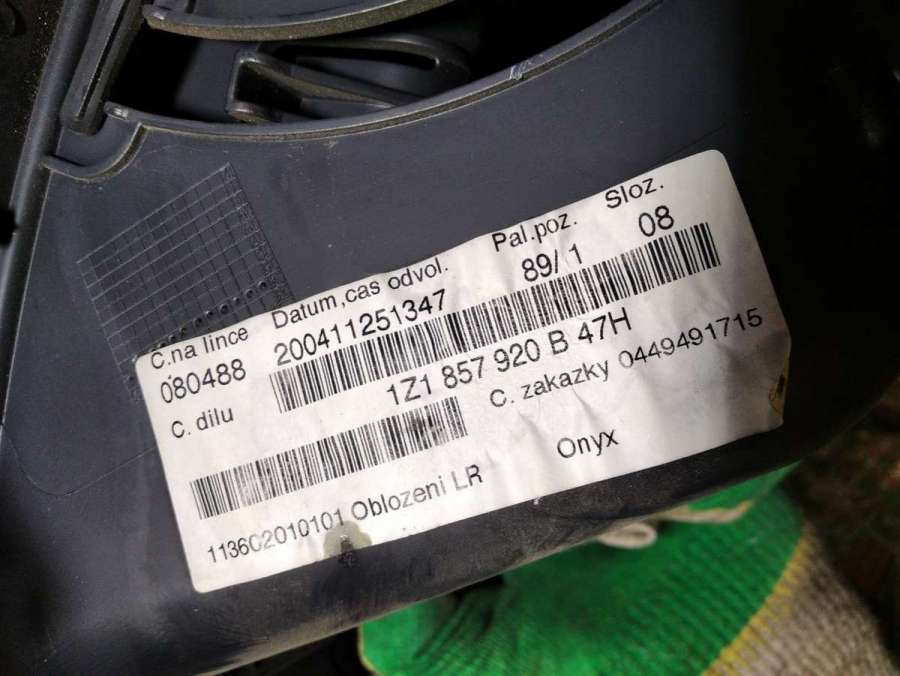 C.na lince Datum,cas odvol. Pal.poz. Sloz.
080488 200411251347 89/ 1 08
C. dilu 1Z1 857 920 B 47H
C. zakazky 0449491715
113602010101 Oblozeni LR Onyx